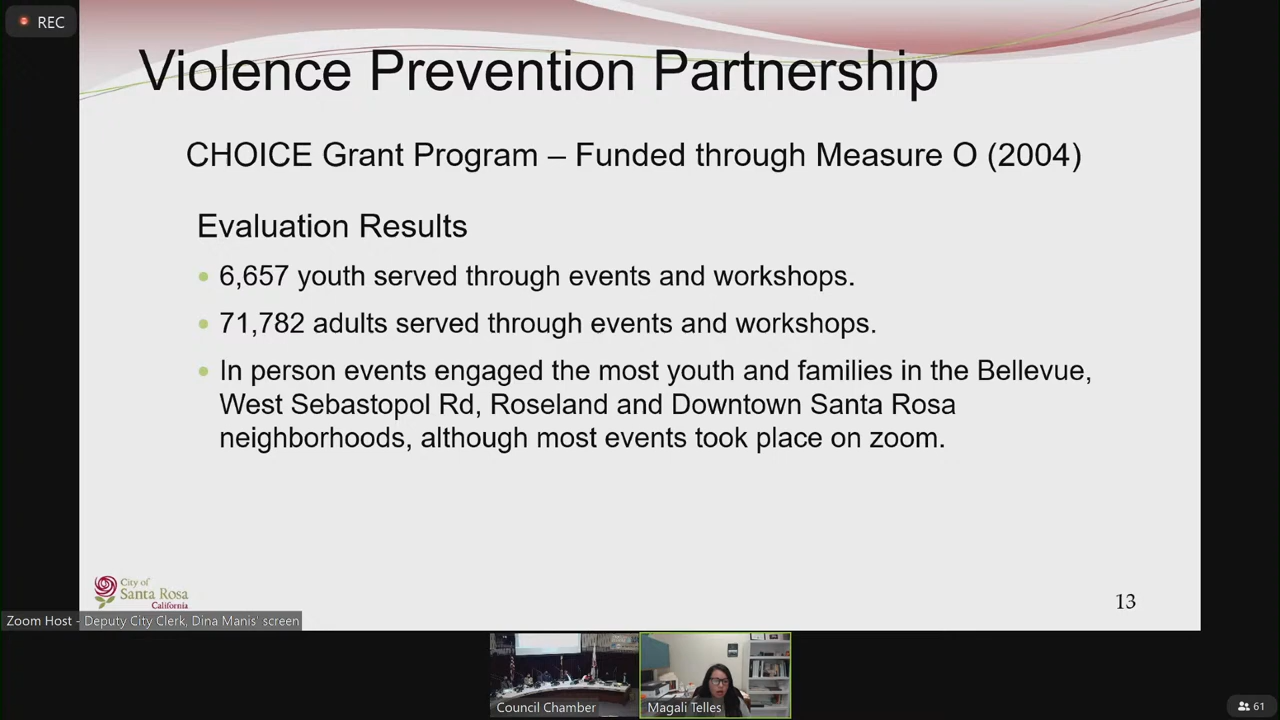 REC
Violence Prevention Partnership
CHOICE Grant Program – Funded through Measure O (2004)
Evaluation Results
• 6,657 youth served through events and workshops.
• 71,782 adults served through events and workshops.
• In person events engaged the most youth and families in the Bellevue,
West Sebastopol Rd, Roseland and Downtown Santa Rosa
neighborhoods, although most events took place on zoom.
City of
Santa Rosa
California
13
Zoom Host - Deputy City Clerk, Dina Manis' screen
Council Chamber
Magali Telles
61